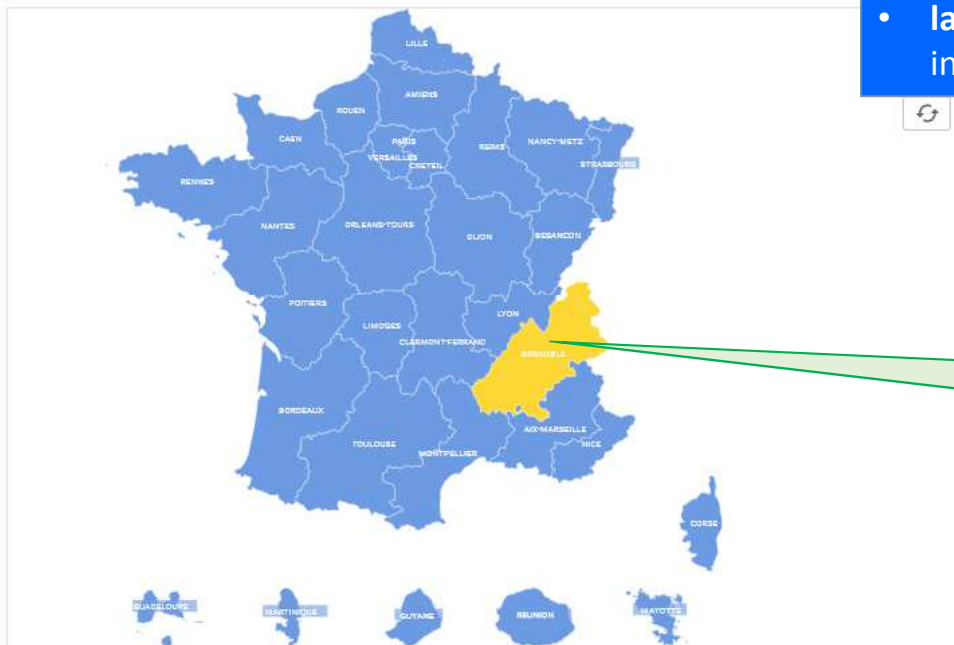 • la
in
LILLE
AMIENS
ROUEN
CAEN
PARIS
REIMS
NANCY-METZ
VERSAILLES
CRETEIL
STRASBOURG
RENNES
NANTES
ORLEANS-TOURS
DIJON
BESANCON
POITIERS
LYON
LIMOGES
CLERMONT-FERRAND
GRENOBLE
BORDEAUX
AIX-MARSEILLE
TOULOUSE
NICE
MONTPELLIER
CORSE
GUADELOUPE
MARTINIQUE
GUYANE
REUNION
MAYOTTE